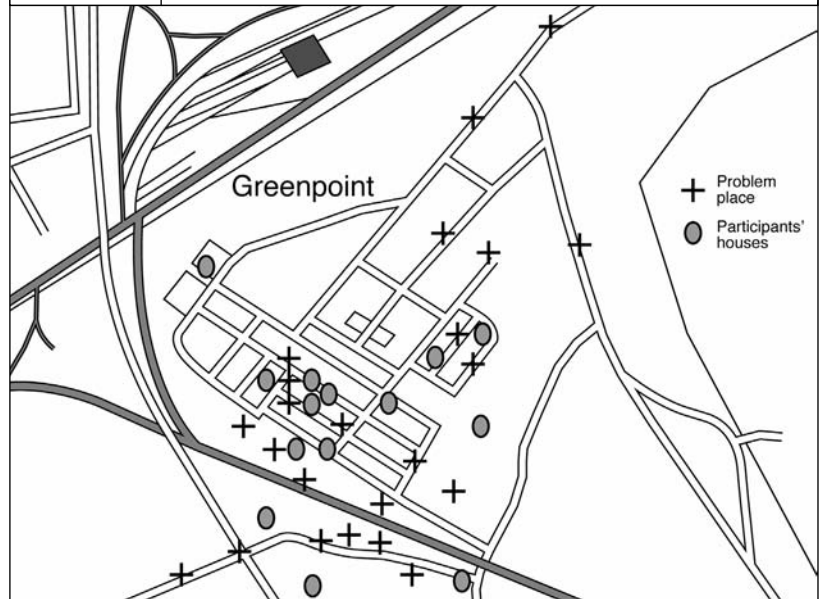 Greenpoint
Problem
place
Participants'
houses